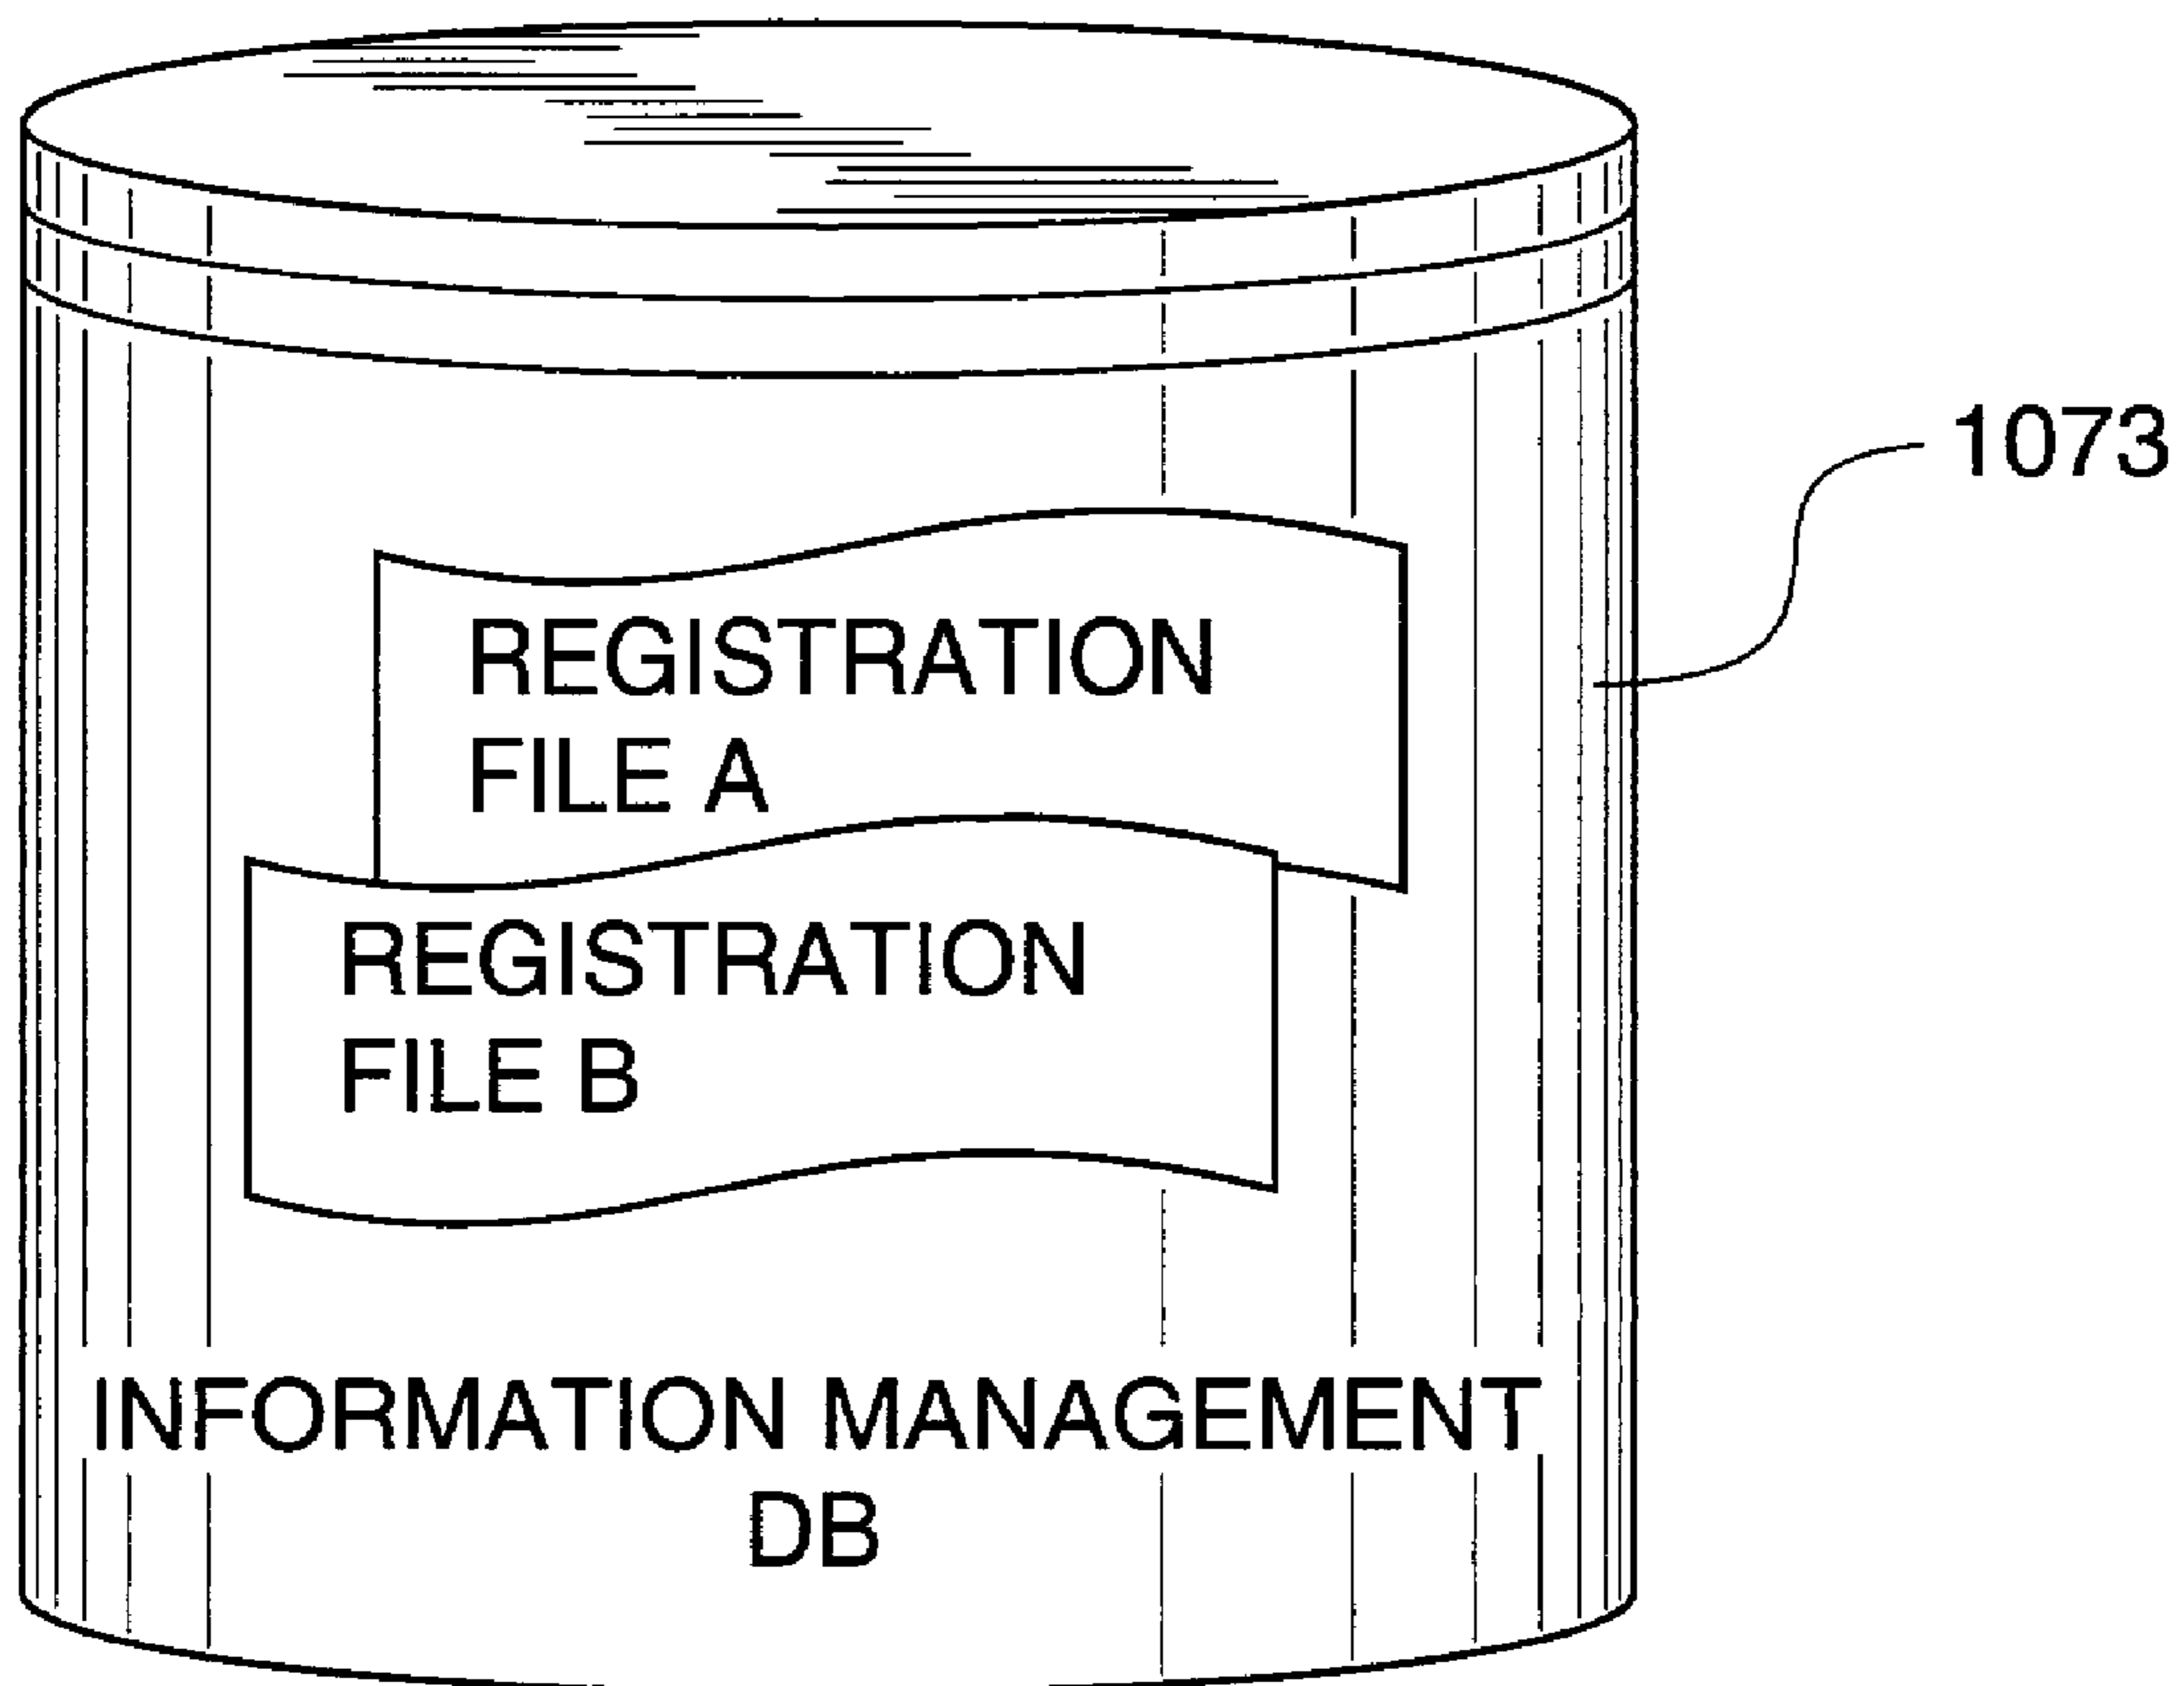 1073
REGISTRATION
FILE A
REGISTRATION
FILE B
INFORMATION MANAGEMENT
DB